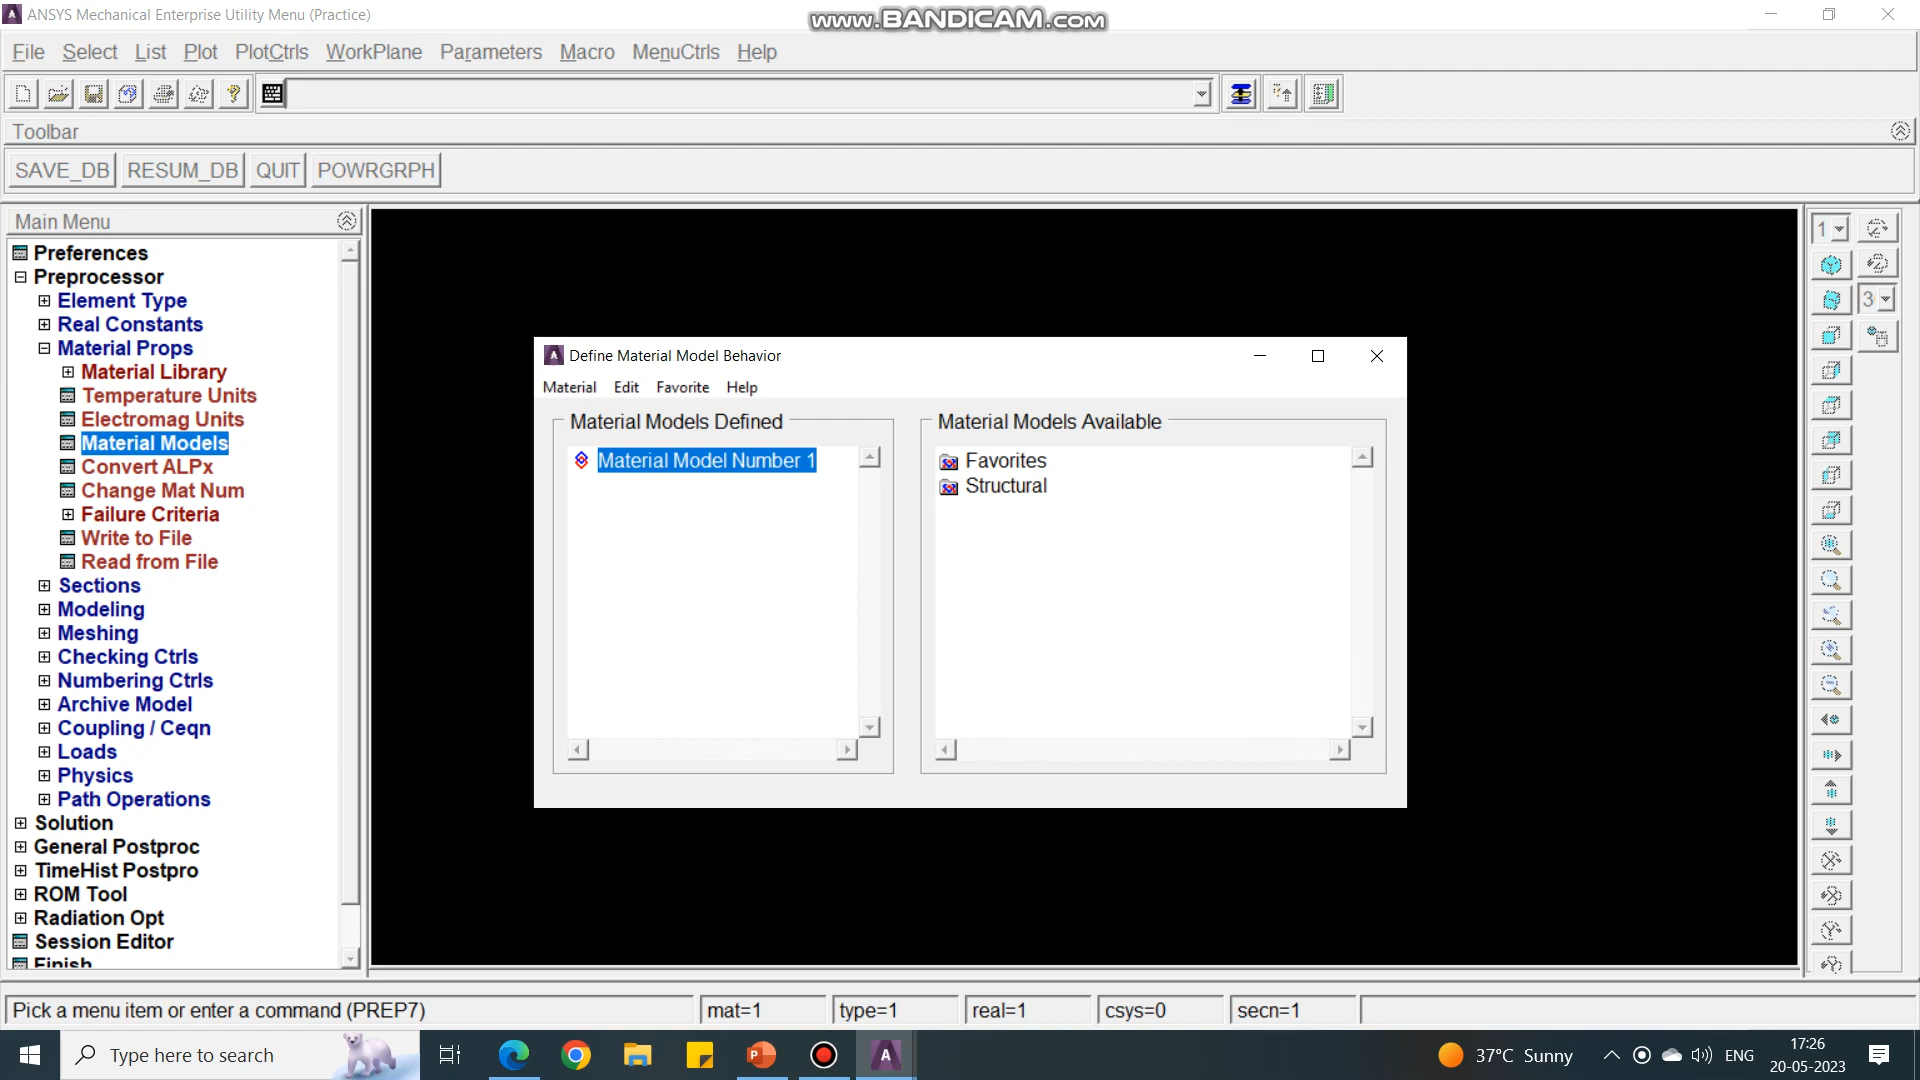 ANSYS Mechanical Enterprise Utility Menu (Practice)
www.BANDICAM.com
File Select List Plot PlotCtrls WorkPlane Parameters Macro MenuCtrls Help
Toolbar
SAVE_DB RESUM_DB QUIT POWRGRPH
Main Menu
Preferences
Preprocessor
Element Type
Real Constants
Material Props
Material Library
Temperature Units
Electromag Units
Material Models
Convert ALPx
Change Mat Num
Failure Criteria
Write to File
Read from File
Sections
Modeling
Meshing
Checking Ctrls
Numbering Ctrls
Archive Model
Coupling / Ceqn
Loads
Physics
Path Operations
Solution
General Postproc
TimeHist Postpro
ROM Tool
Radiation Opt
Session Editor
Finish
Define Material Model Behavior
Material Edit Favorite Help
Material Models Defined
Material Model Number 1
Material Models Available
Favorites
Structural
1
3
Pick a menu item or enter a command (PREP7)
mat=1
type=1
real=1
csys=0
secn=1
Type here to search
37°C Sunny
ENG
17:26
20-05-2023